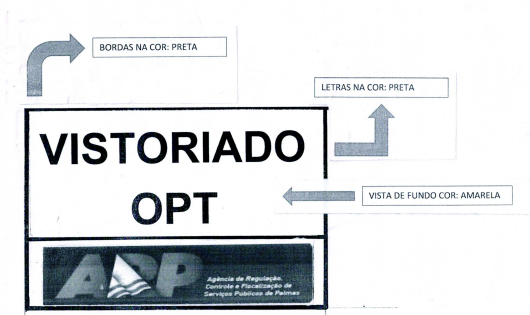 BORDAS NA COR: PRETA
LETRAS NA COR: PRETA
VISTORIADO
OPT
VISTA DE FUNDO COR: AMARELA
ARP
Agência de Regulação,
Controle e Fiscalização de
Serviços Públicos de Palmas